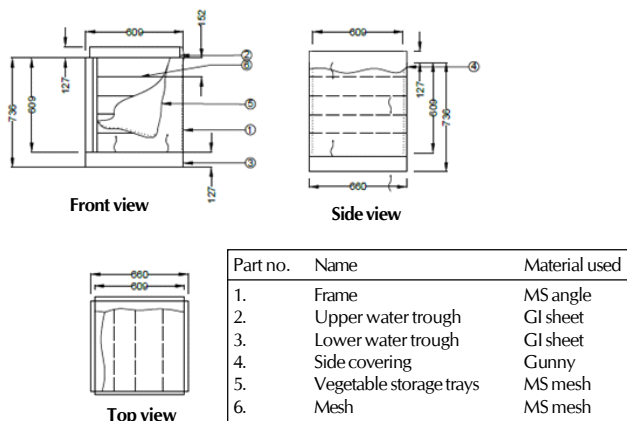 609
152
2
6
736
609
127
5
1
3
127
Front view
609
4
127
609
736
660
Side view
660
609
Top view
Part no. Name Material used
1. Frame MS angle
2. Upper water trough GI sheet
3. Lower water trough GI sheet
4. Side covering Gunny
5. Vegetable storage trays MS mesh
6. Mesh MS mesh